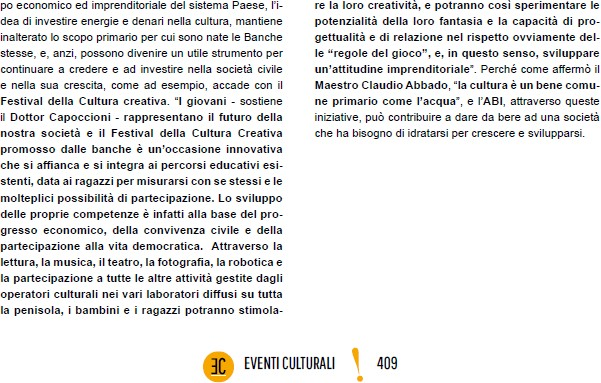 po economico ed imprenditoriale del sistema Paese, l'i-
dea di investire energie e denari nella cultura, mantiene
inalterato lo scopo primario per cui sono nate le Banche
stesse, e, anzi, possono divenire un utile strumento per
continuare a credere e ad investire nella società civile
e nella sua crescita, come ad esempio, accade con il
Festival della Cultura creativa. “I giovani - sostiene
il Dottor Capoccioni - rappresentano il futuro della
nostra società e il Festival della Cultura Creativa
promosso dalle banche è un'occasione innovativa
che si affianca e si integra ai percorsi educativi esi-
stenti, data ai ragazzi per misurarsi con se stessi e le
molteplici possibilità di partecipazione. Lo sviluppo
delle proprie competenze è infatti alla base del pro-
gresso economico, della convivenza civile e della
partecipazione alla vita democratica. Attraverso la
lettura, la musica, il teatro, la fotografia, la robotica e
la partecipazione a tutte le altre attività gestite dagli
operatori culturali nei vari laboratori diffusi su tutta
la penisola, i bambini e i ragazzi potranno stimola-
re la loro creatività, e potranno così sperimentare le
potenzialità della loro fantasia e la capacità di pro-
gettualità e di relazione nel rispetto ovviamente del-
le “regole del gioco”, e, in questo senso, sviluppare
un'attitudine imprenditoriale”. Perché come affermò il
Maestro Claudio Abbado, “la cultura è un bene comu-
ne primario come l'acqua”, e l'ABI, attraverso queste
iniziative, può contribuire a dare da bere ad una società
che ha bisogno di idratarsi per crescere e svilupparsi.
EC EVENTI CULTURALI ! 409